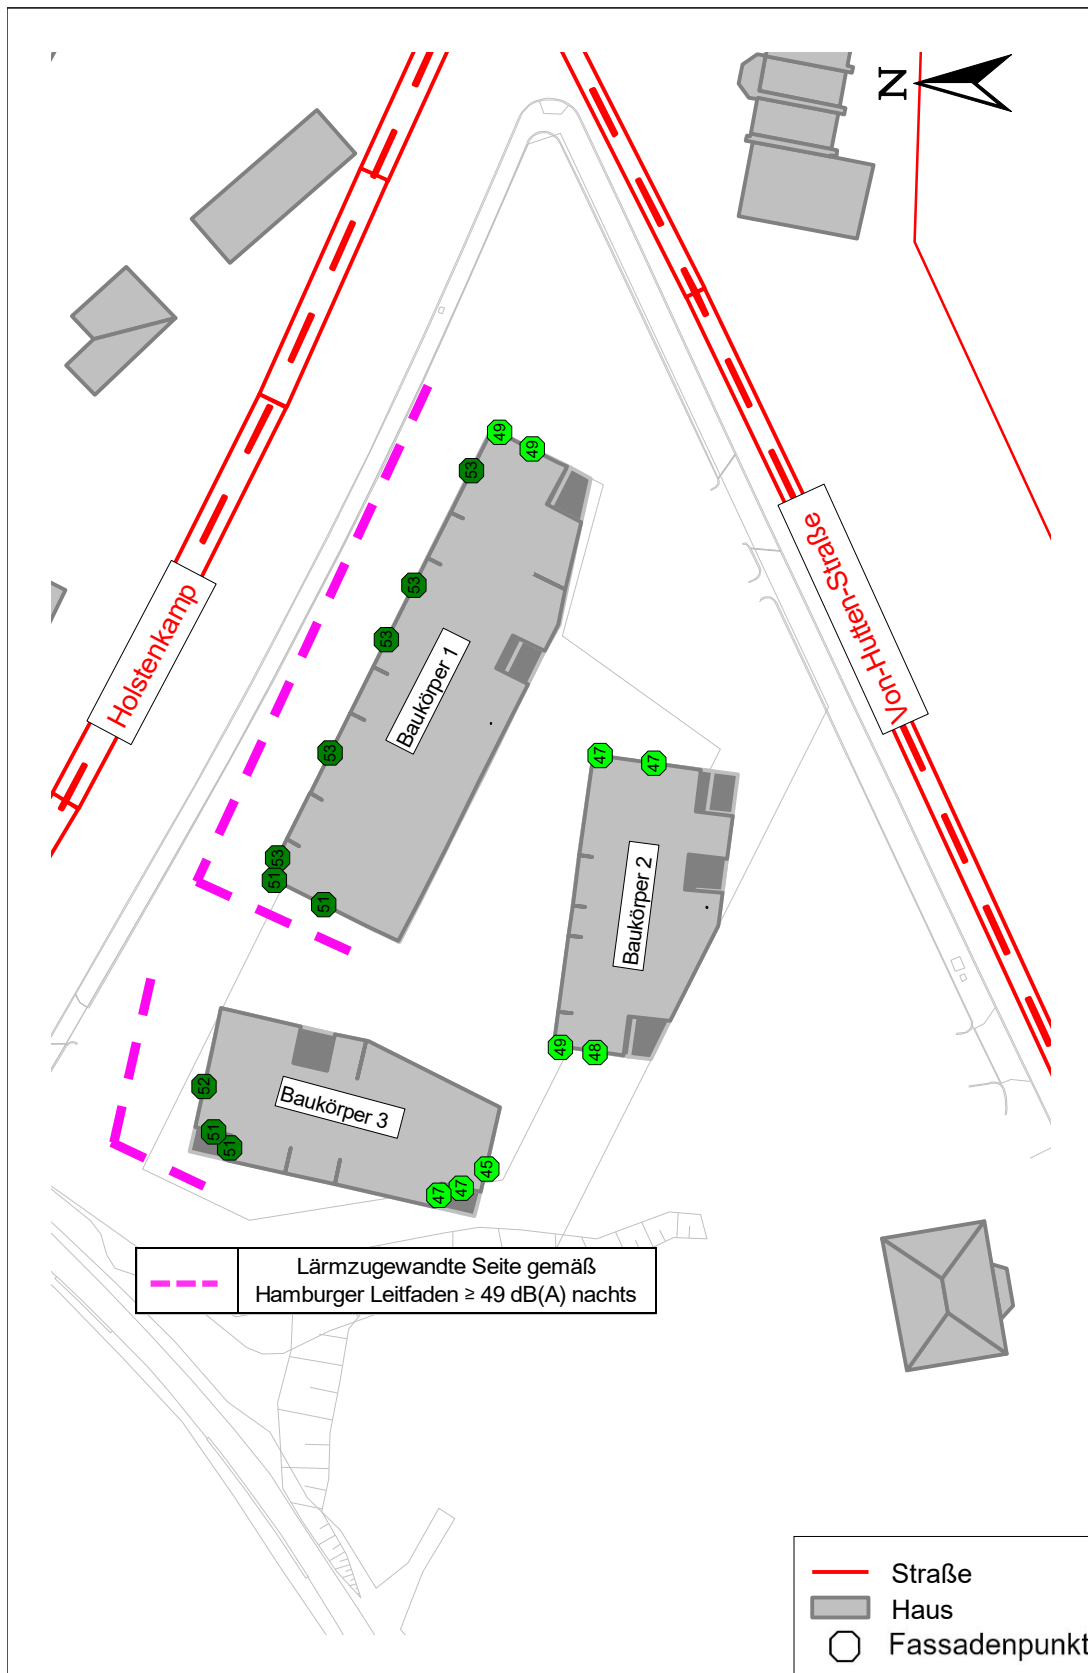 N
Holstenkamp
Von-Hutten-Straße
49
49
53
53
53
Baukörper 1
53
53
51
51
47
47
Baukörper 2
49
48
52
Baukörper 3
51
51
45
47
47
Lärmzugewandte Seite gemäß
Hamburger Leitfaden ≥ 49 dB(A) nachts
Straße
Haus
Fassadenpunkt